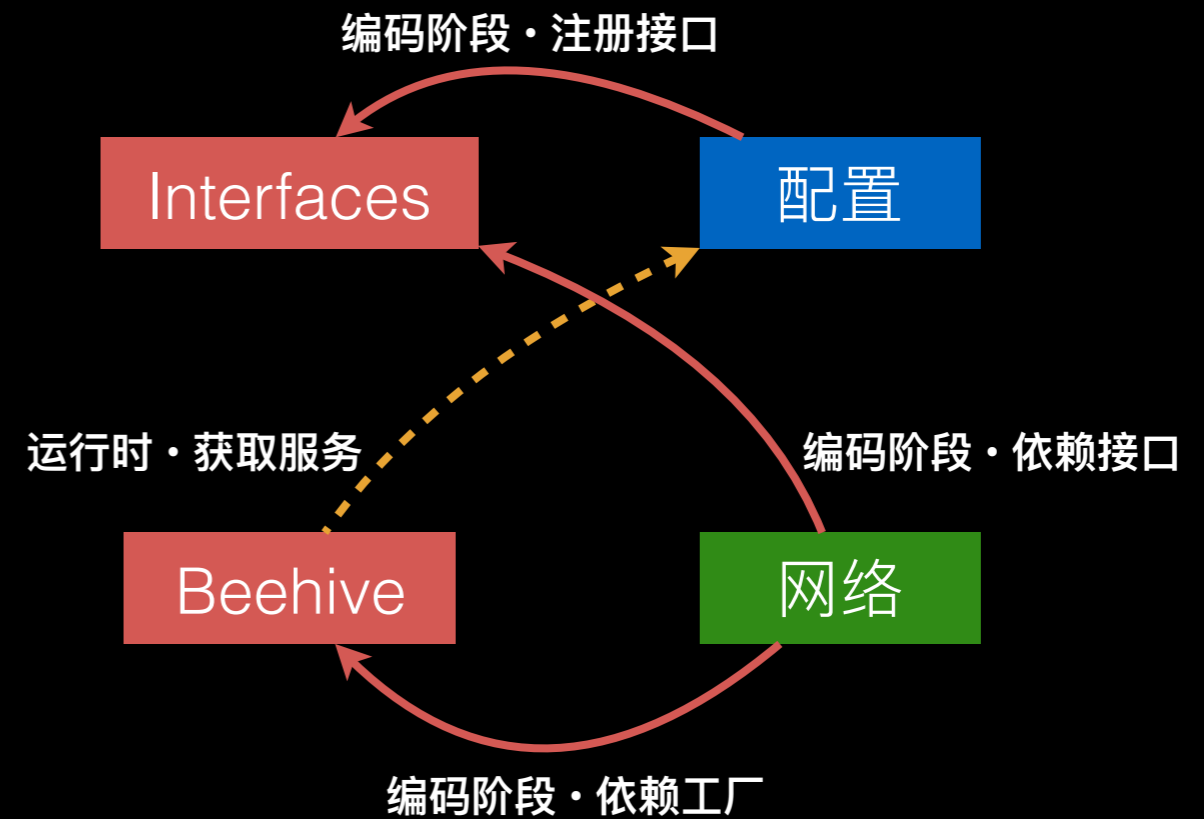 编码阶段·注册接口
Interfaces
配置
运行时·获取服务
编码阶段·依赖接口
Beehive
网络
编码阶段·依赖工厂